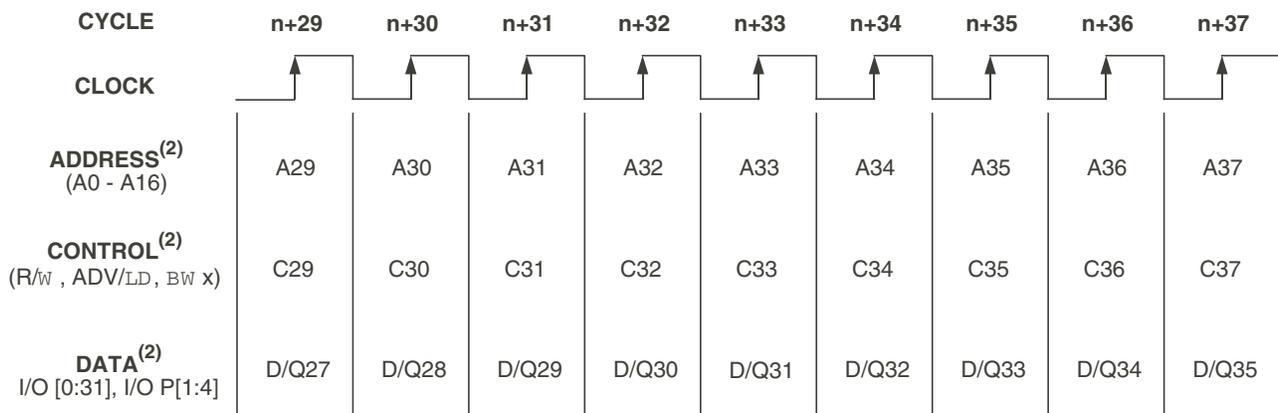 CYCLE n+29 n+30 n+31 n+32 n+33 n+34 n+35 n+36 n+37
CLOCK
ADDRESS(2)
(A0 - A16) A29 A30 A31 A32 A33 A34 A35 A36 A37
CONTROL(2)
(R/W , ADV/LD, BW x) C29 C30 C31 C32 C33 C34 C35 C36 C37
DATA(2)
I/O [0:31], I/O P[1:4] D/Q27 D/Q28 D/Q29 D/Q30 D/Q31 D/Q32 D/Q33 D/Q34 D/Q35